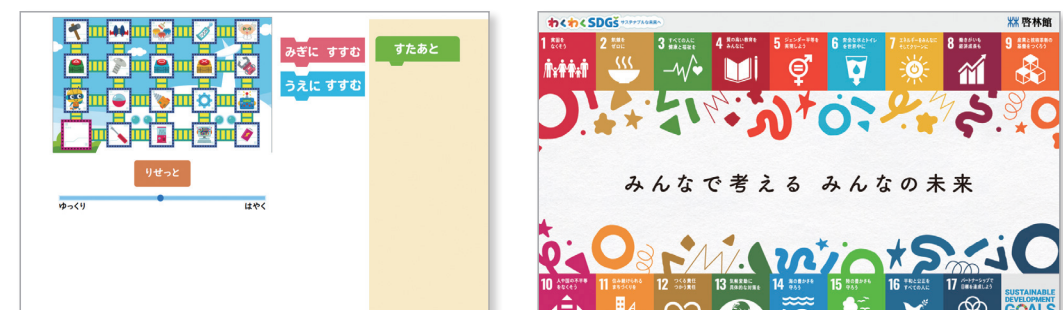 みぎに すすむ
うえに すすむ
すたあと
りせっと
ゆっくり
はやく
わくわくSDGs
サステナブルな未来へ
啓林館
1 貧困を
なくそう
2 飢餓を
ゼロに
3 すべての人に
健康と福祉を
4 質の高い教育を
みんなに
5 ジェンダー平等を
実現しよう
6 安全な水とトイレ
を世界中に
7 エネルギーをみんなに
そしてクリーンに
8 働きがいも
経済成長も
9 産業と技術革新の
基盤をつくろう
みんなで考える みんなの未来
10 人や国の不平等
をなくそう
11 住み続けられる
まちづくりを
12 つくる責任
つかう責任
13 気候変動に
具体的な対策を
14 海の豊かさを
守ろう
15 陸の豊かさも
守ろう
16 平和と公正を
すべての人に
17 パートナーシップで
目標を達成しよう
SUSTAINABLE
DEVELOPMENT
GOALS